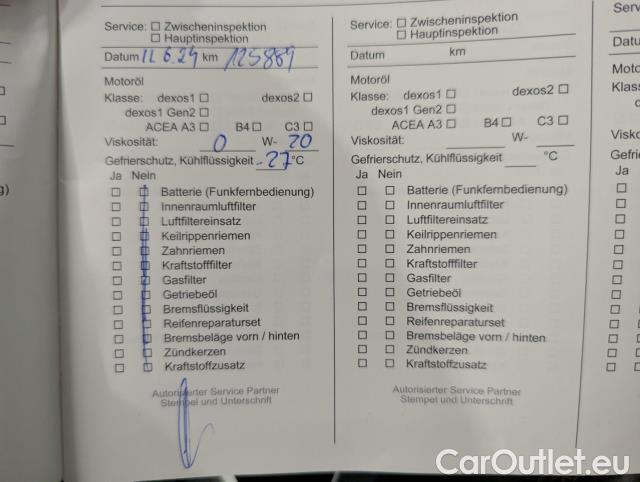 Service: ☐ Zwischeninspektion
☐ Hauptinspektion
Datum 11.6.24 km 125889
Motoröl
Klasse: dexos1 ☐ dexos2 ☐
dexos1 Gen2 ☐
ACEA A3 ☐ B4 ☐ C3 ☐
Viskosität: 0 W- 20
Gefrierschutz, Kühlflüssigkeit -27 °C
Ja Nein
☐ ☐ Batterie (Funkfernbedienung)
☐ ☐ Innenraumluftfilter
☐ ☐ Luftfiltereinsatz
☐ ☐ Keilrippenriemen
☐ ☐ Zahnriemen
☐ ☐ Kraftstofffilter
☐ ☐ Gasfilter
☐ ☐ Getriebeöl
☐ ☐ Bremsflüssigkeit
☐ ☐ Reifenreparaturset
☐ ☐ Bremsbeläge vorn / hinten
☐ ☐ Zündkerzen
☐ ☐ Kraftstoffzusatz
Autorisierter Service Partner
Stempel und Unterschrift
Service: ☐ Zwischeninspektion
☐ Hauptinspektion
Datum km
Motoröl
Klasse: dexos1 ☐ dexos2 ☐
dexos1 Gen2 ☐
ACEA A3 ☐ B4 ☐ C3 ☐
Viskosität: W-
Gefrierschutz, Kühlflüssigkeit °C
Ja Nein
☐ ☐ Batterie (Funkfernbedienung)
☐ ☐ Innenraumluftfilter
☐ ☐ Luftfiltereinsatz
☐ ☐ Keilrippenriemen
☐ ☐ Zahnriemen
☐ ☐ Kraftstofffilter
☐ ☐ Gasfilter
☐ ☐ Getriebeöl
☐ ☐ Bremsflüssigkeit
☐ ☐ Reifenreparaturset
☐ ☐ Bremsbeläge vorn / hinten
☐ ☐ Zündkerzen
☐ ☐ Kraftstoffzusatz
Autorisierter Service Partner
Stempel und Unterschrift
CarOutlet.eu